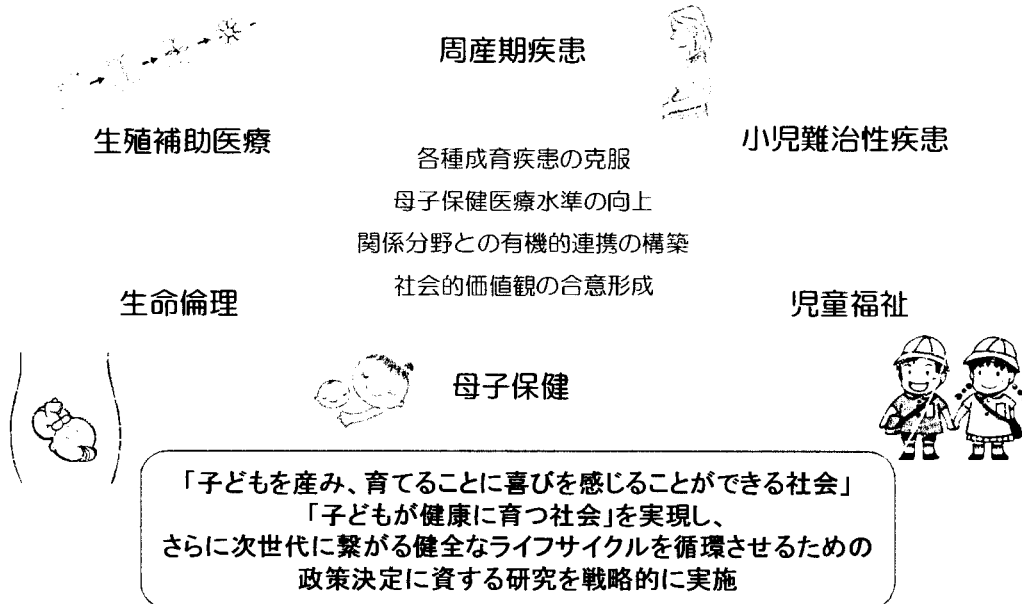 周産期疾患
生殖補助医療
小児難治性疾患
各種成育疾患の克服
母子保健医療水準の向上
関係分野との有機的連携の構築
社会的価値観の合意形成
生命倫理
児童福祉
母子保健
「子どもを産み、育てることに喜びを感じることができる社会」
「子どもが健康に育つ社会」を実現し、
さらに次世代に繋がる健全なライフサイクルを循環させるための
政策決定に資する研究を戦略的に実施